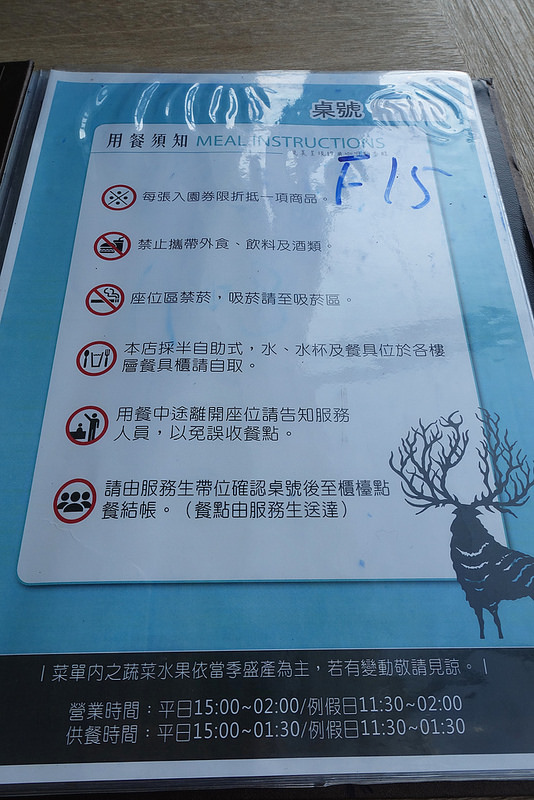 桌號
用餐須知 MEAL INSTRUCTIONS
F15
每張入園券限折抵一項商品。
禁止攜帶外食、飲料及酒類。
座位區禁菸，吸菸請至吸菸區。
本店採半自助式，水、水杯及餐具位於各樓
層餐具櫃請自取。
用餐中途離開座位請告知服務
人員，以免誤收餐點。
請由服務生帶位確認桌號後至櫃檯點
餐結帳。（餐點由服務生送達）
|菜單內之蔬菜水果依當季盛產為主，若有變動敬請見諒。|
營業時間：平日15:00~02:00/例假日11:30~02:00
供餐時間：平日15:00~01:30/例假日11:30~01:30